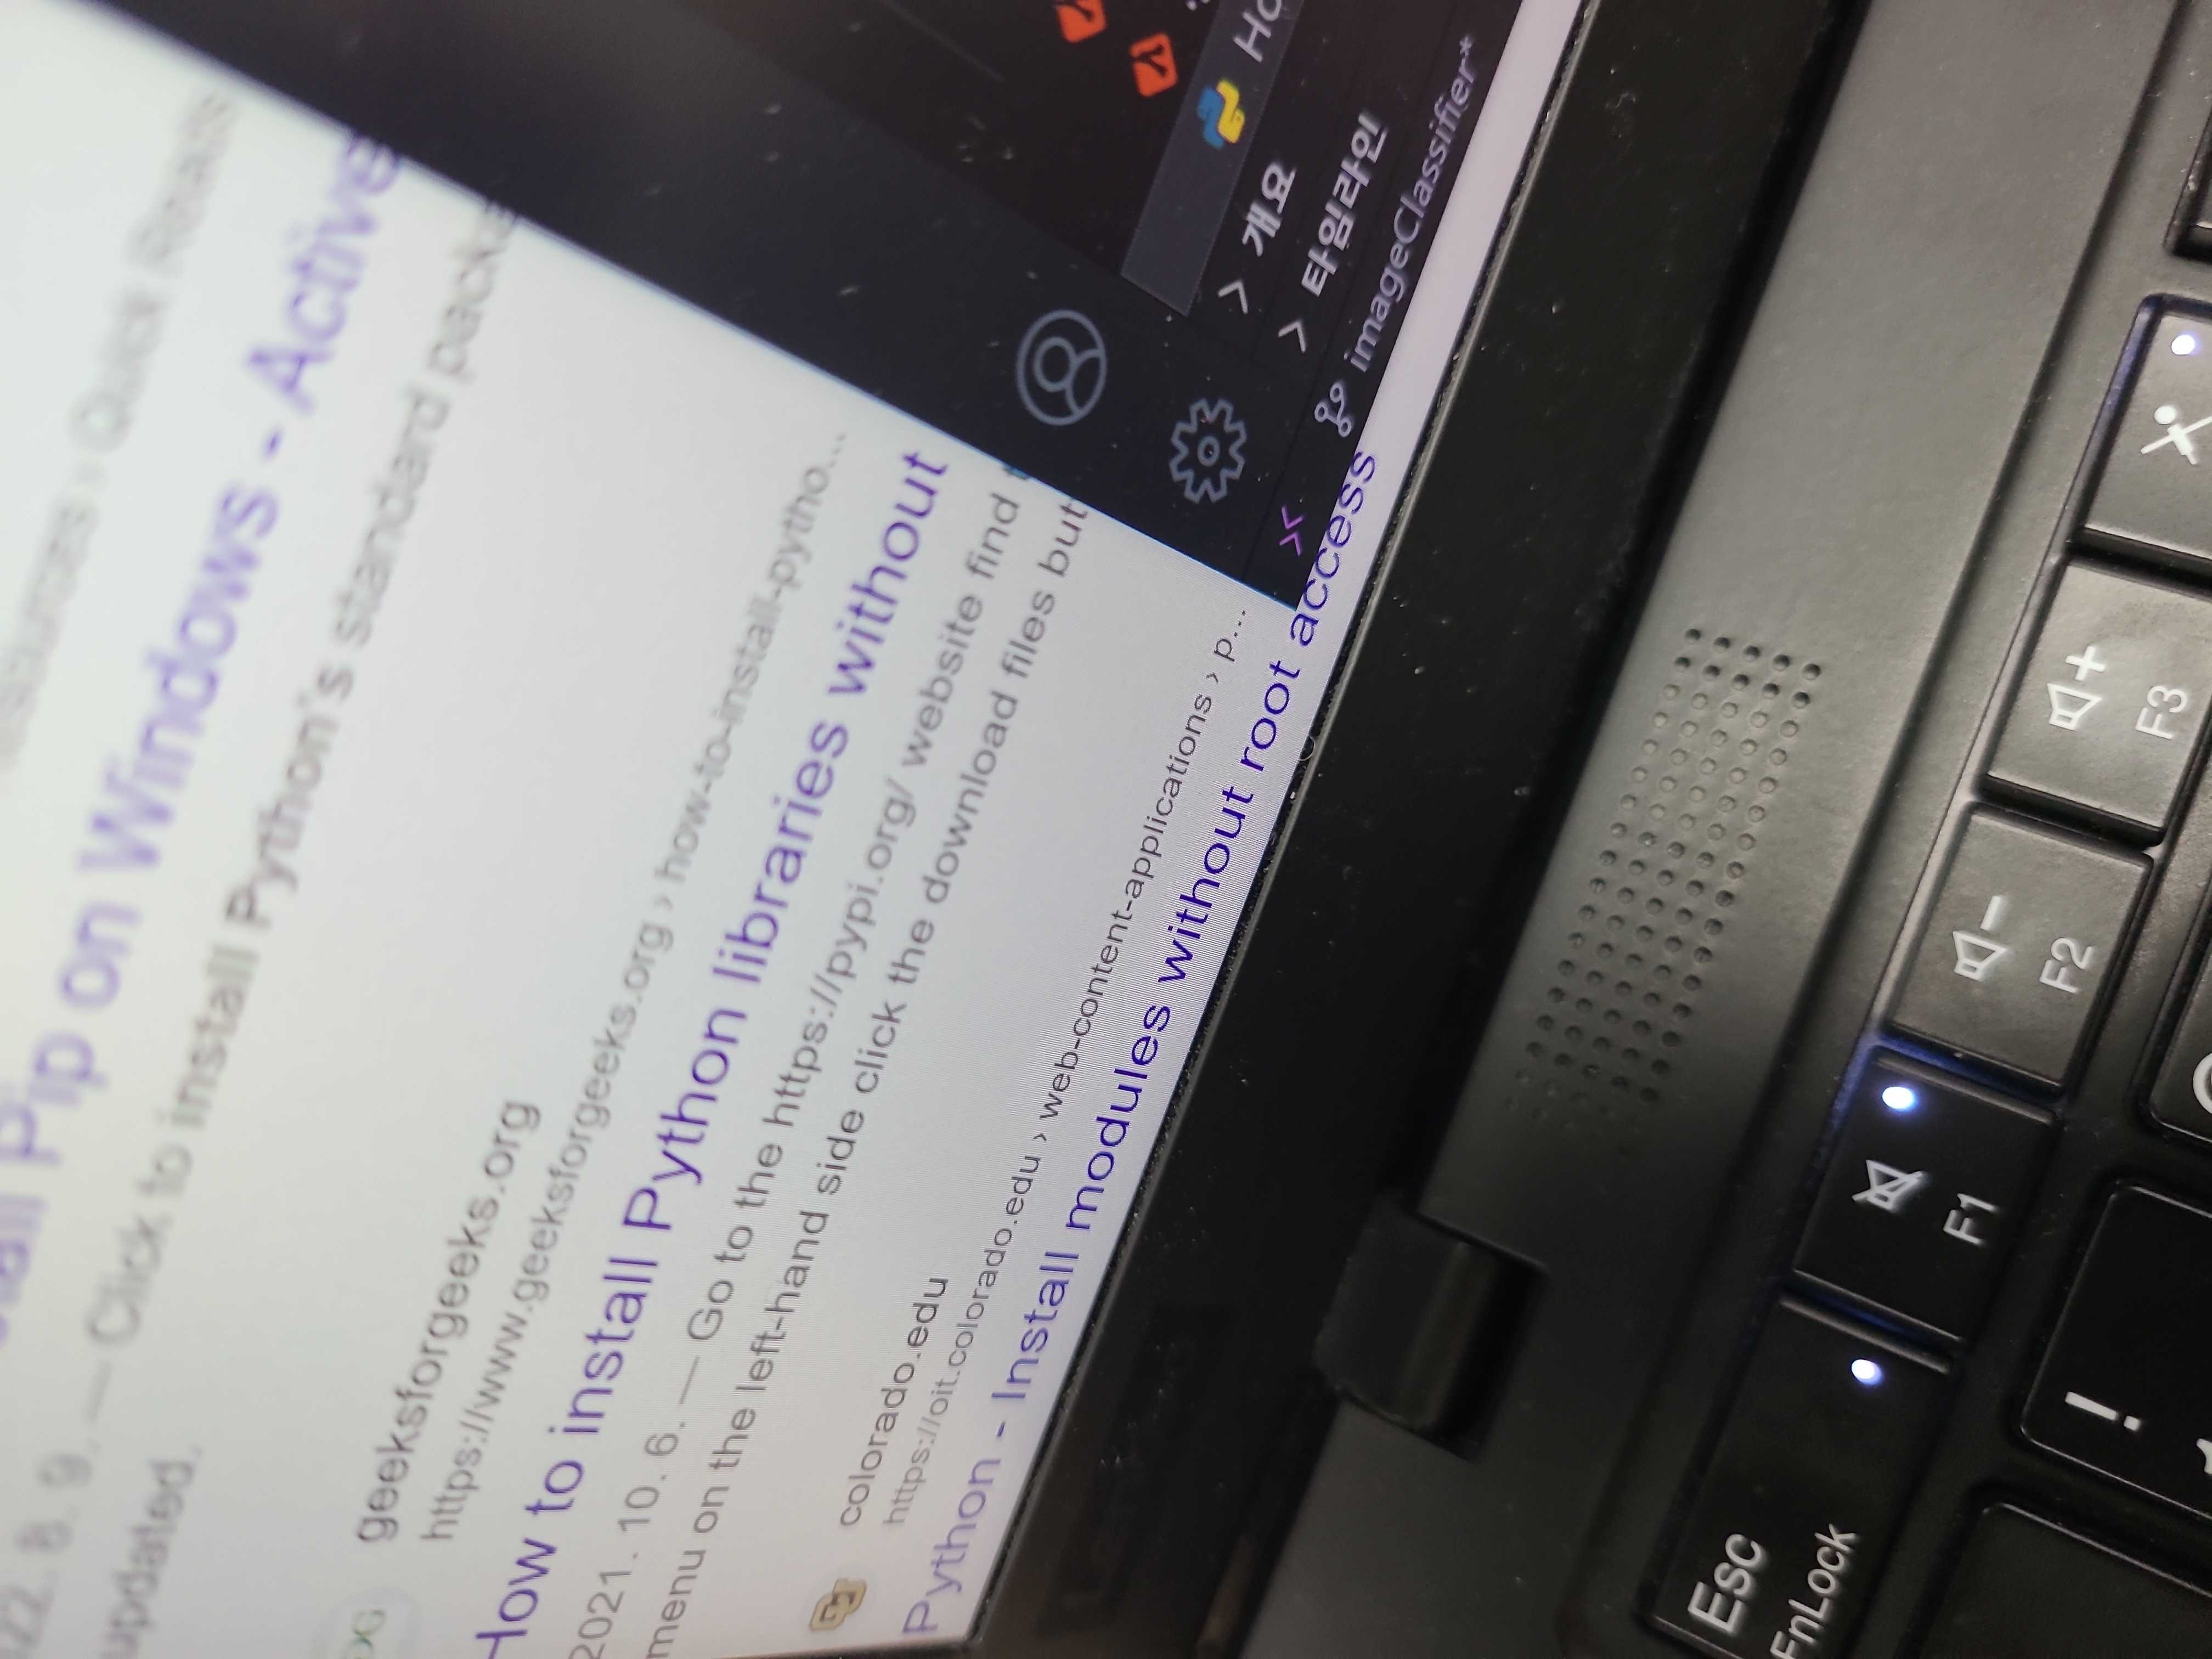 Quick Reads
Pip on Windows - Active
Click to install Python's standard
updated.
geeksforgeeks.org
https://www.geeksforgeeks.org › how-to-install-pytho...
How to install Python libraries without
2021. 10. 6. — Go to the https://pypi.org/ website find
menu on the left-hand side click the download files but
colorado.edu
https://oit.colorado.edu › web-content-applications › p...
Python - Install modules without root access
> 개요
> 타임라인
imageClassifier*
Esc
FnLock
F1
F2
F3
!